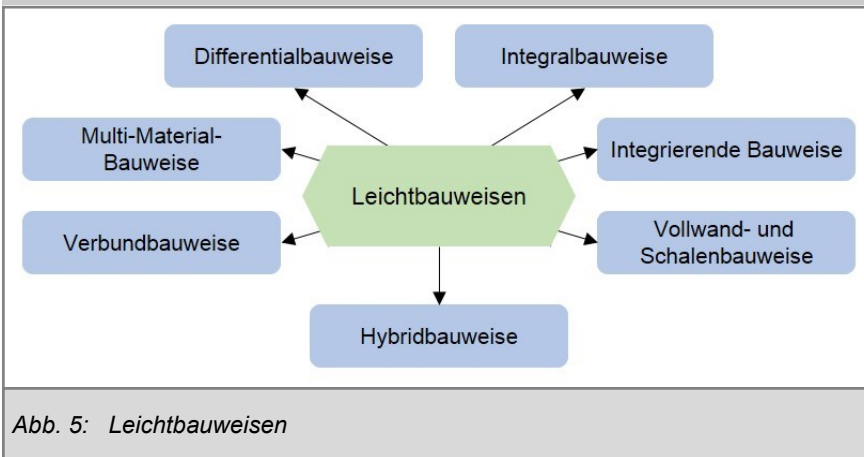 Differentialbauweise
Integralbauweise
Multi-Material-
Bauweise
Integrierende Bauweise
Leichtbauweisen
Verbundbauweise
Vollwand- und
Schalenbauweise
Hybridbauweise
Abb. 5: Leichtbauweisen